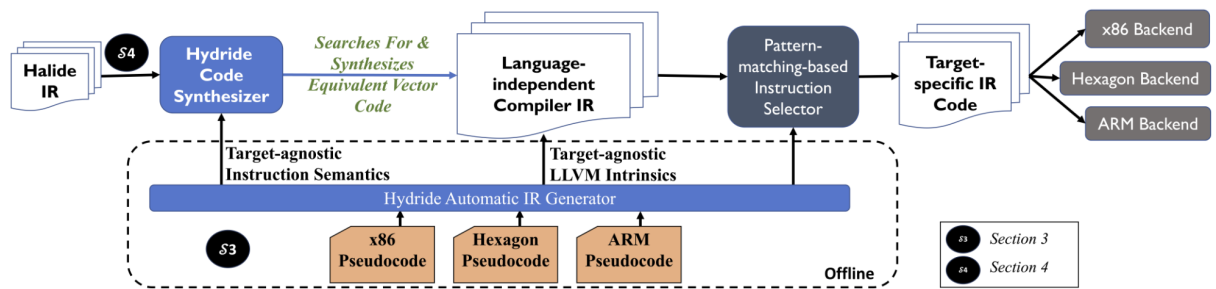 Halide
IR
S4
Hydride
Code
Synthesizer
Searches For &
Synthesizes
Equivalent Vector
Code
Language-
independent
Compiler IR
Pattern-
matching-based
Instruction
Selector
Target-
specific IR
Code
x86 Backend
Hexagon Backend
ARM Backend
Target-agnostic
Instruction Semantics
Target-agnostic
LLVM Intrinsics
Hydride Automatic IR Generator
S3
x86
Pseudocode
Hexagon
Pseudocode
ARM
Pseudocode
Offline
S3 Section 3
S4 Section 4